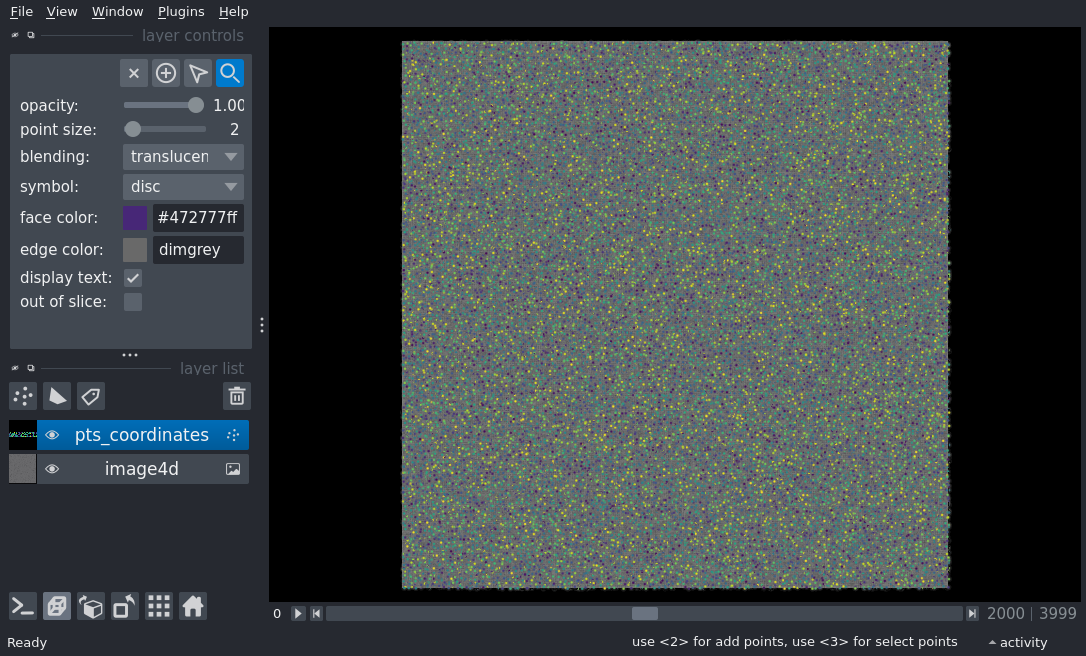 File View Window Plugins Help
layer controls
opacity: 1.00
point size: 2
blending: translucen
symbol: disc
face color: #472777ff
edge color: dimgrey
display text:
out of slice:
layer list
pts_coordinates
image4d
0 2000 3999
Ready use <2> for add points, use <3> for select points activity